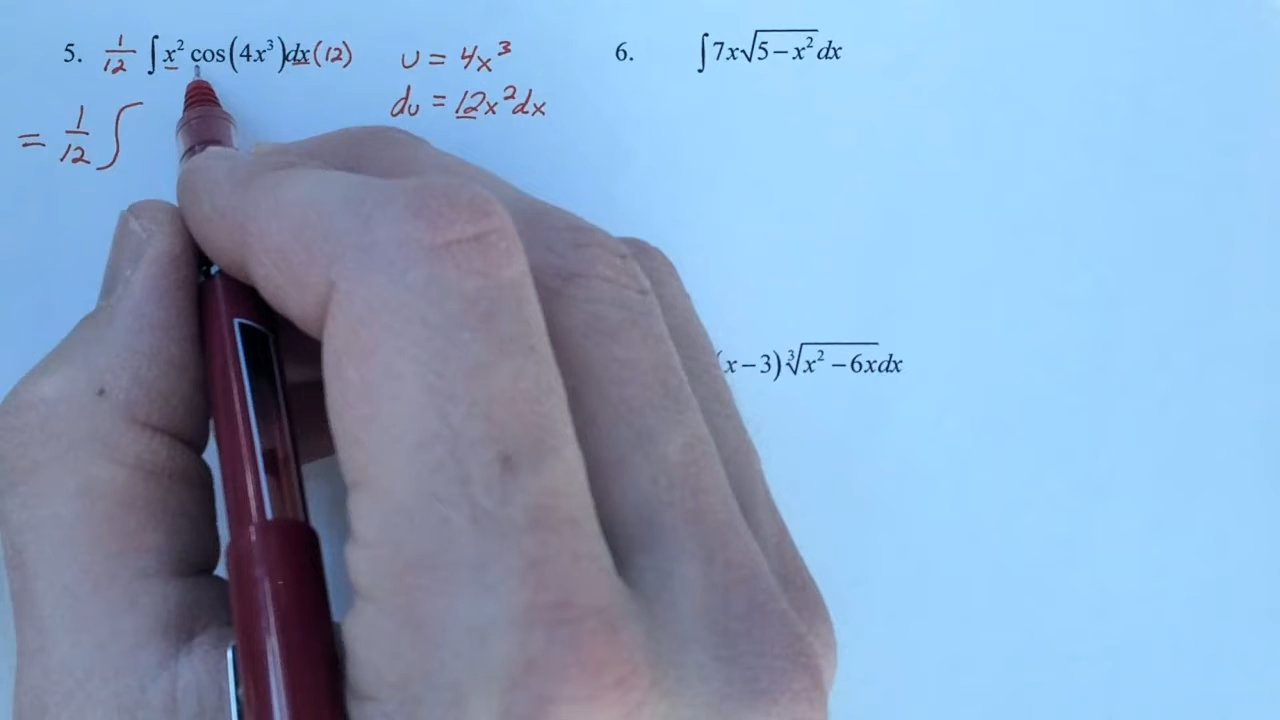 5. 1/12 ∫ x² cos(4x³)dx(12) u = 4x³
du = 12x²dx
= 1/12 ∫
6. ∫7x√(5−x²) dx
(x−3)∛(x²−6x)dx